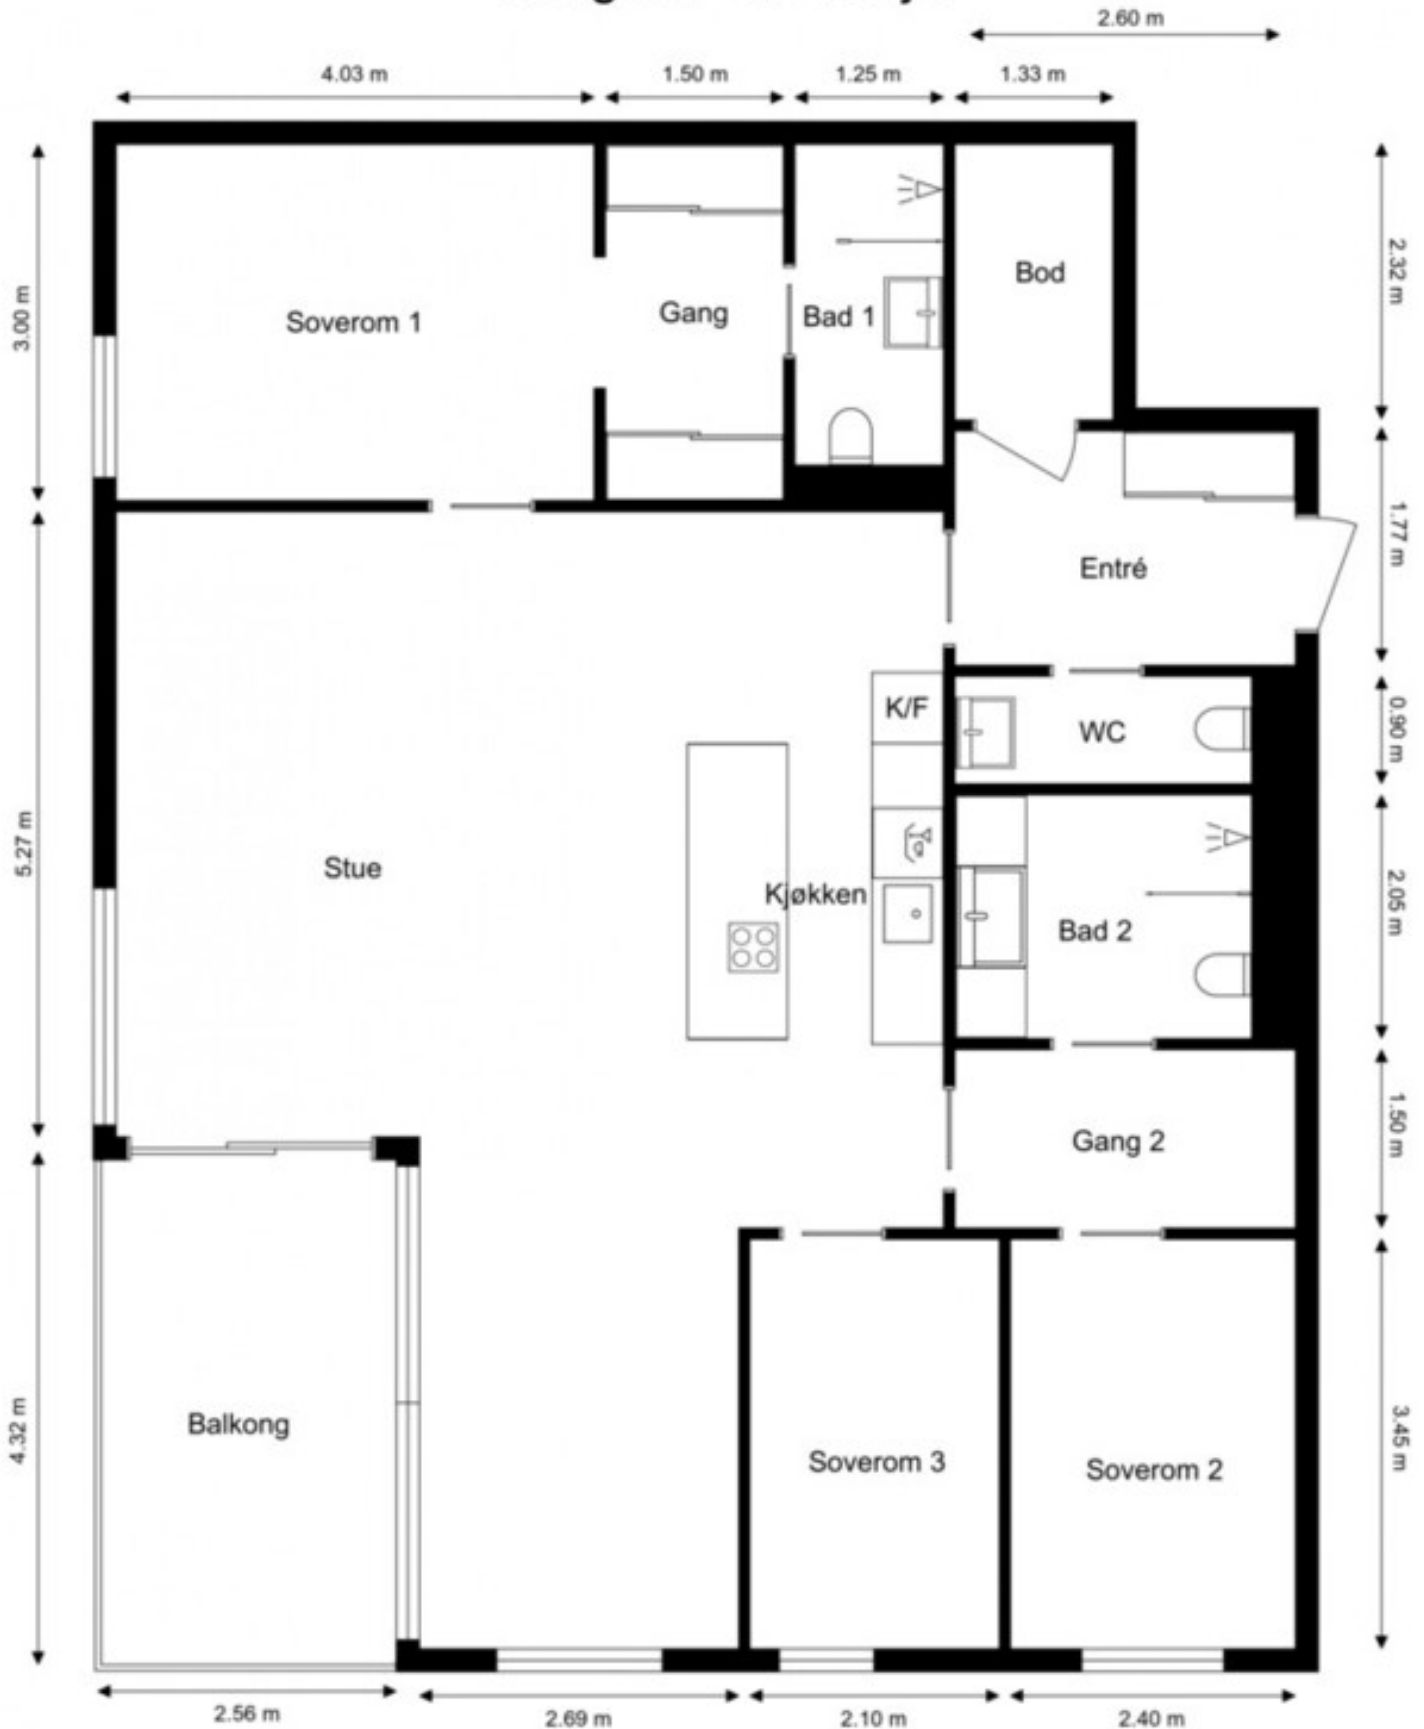 2.60 m
4.03 m
1.50 m
1.25 m
1.33 m
3.00 m
Soverom 1
Gang
Bad 1
Bod
2.32 m
1.77 m
Entré
K/F
WC
0.90 m
5.27 m
Stue
Kjøkken
Bad 2
2.05 m
Gang 2
1.50 m
4.32 m
Balkong
Soverom 3
Soverom 2
3.45 m
2.56 m
2.69 m
2.10 m
2.40 m